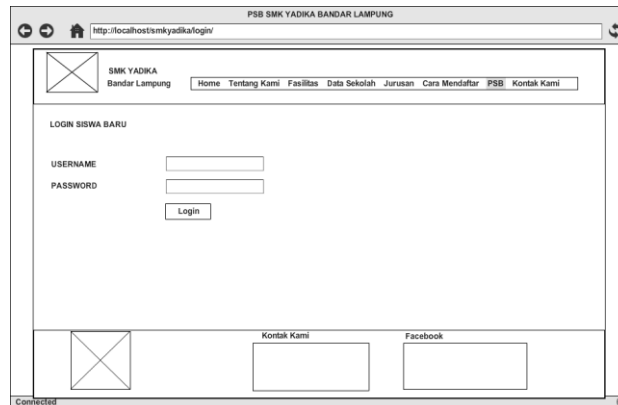 PSB SMK YADIKA BANDAR LAMPUNG
http://localhost/smkyadika/login/
SMK YADIKA
Bandar Lampung
Home Tentang Kami Fasilitas Data Sekolah Jurusan Cara Mendaftar PSB Kontak Kami
LOGIN SISWA BARU
USERNAME
PASSWORD
Login
Kontak Kami Facebook
Connected